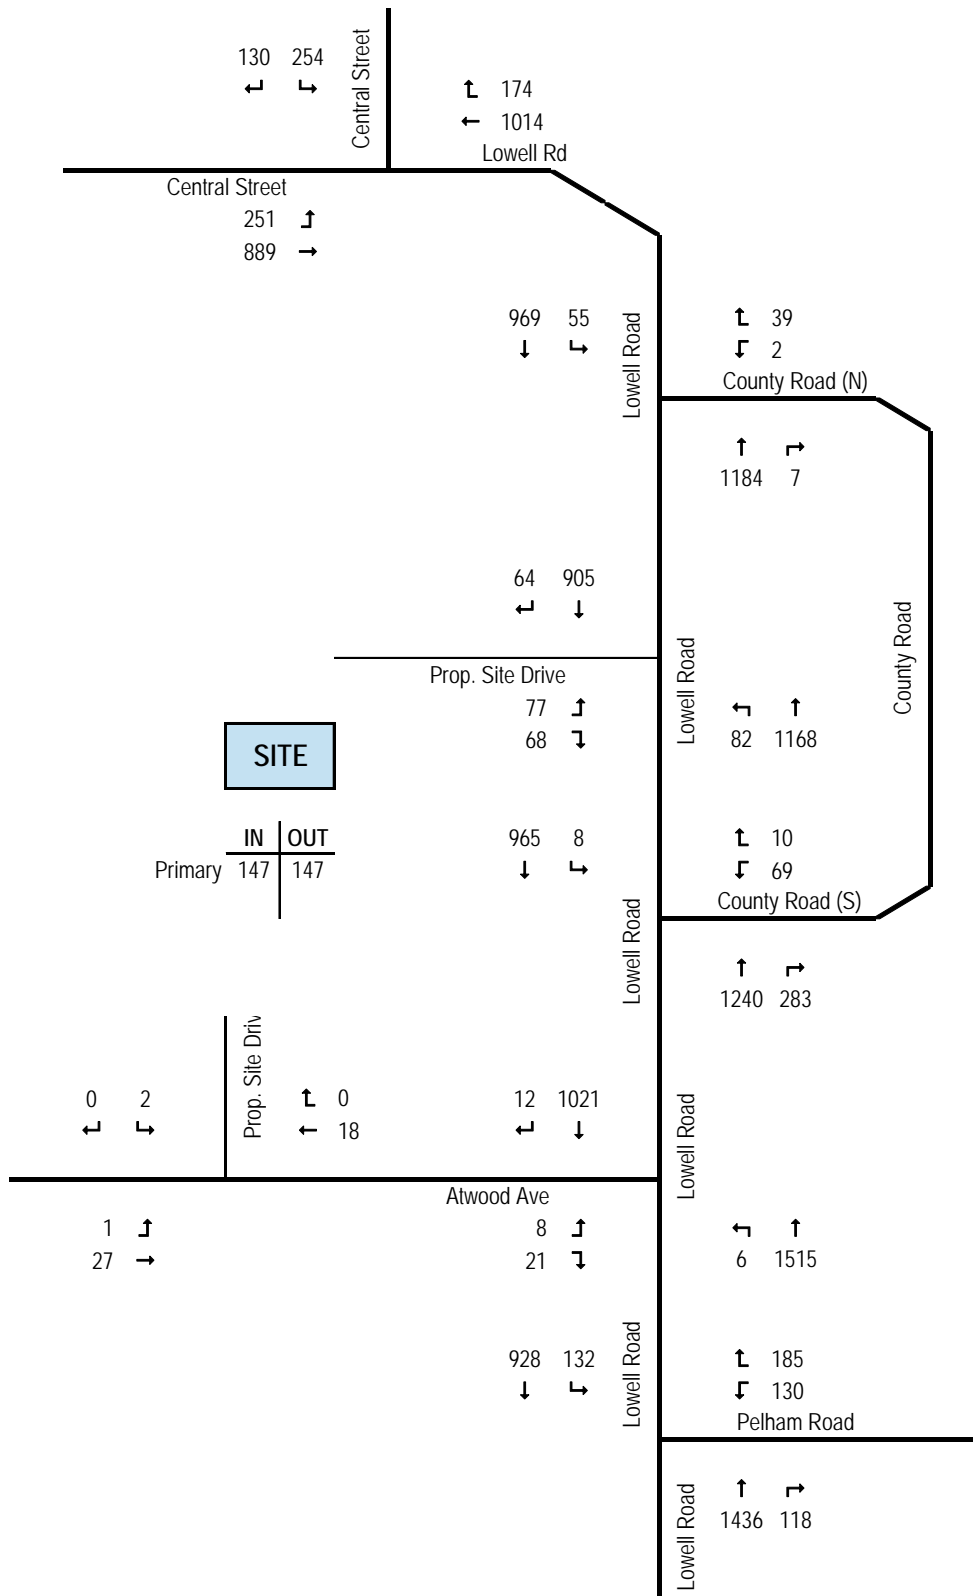 130 254
Central Street
174
1014
Lowell Rd
Central Street
251
889
969 55
Lowell Road
39
2
County Road (N)
1184 7
64 905
Prop. Site Drive
77
68
Lowell Road
82 1168
County Road
SITE
IN OUT
Primary 147 147
965 8
Lowell Road
10
69
County Road (S)
1240 283
0 2
Prop. Site Driv
0
18
12 1021
Lowell Road
Atwood Ave
1
27
8
21
6 1515
928 132
Lowell Road
185
130
Pelham Road
Lowell Road
1436 118